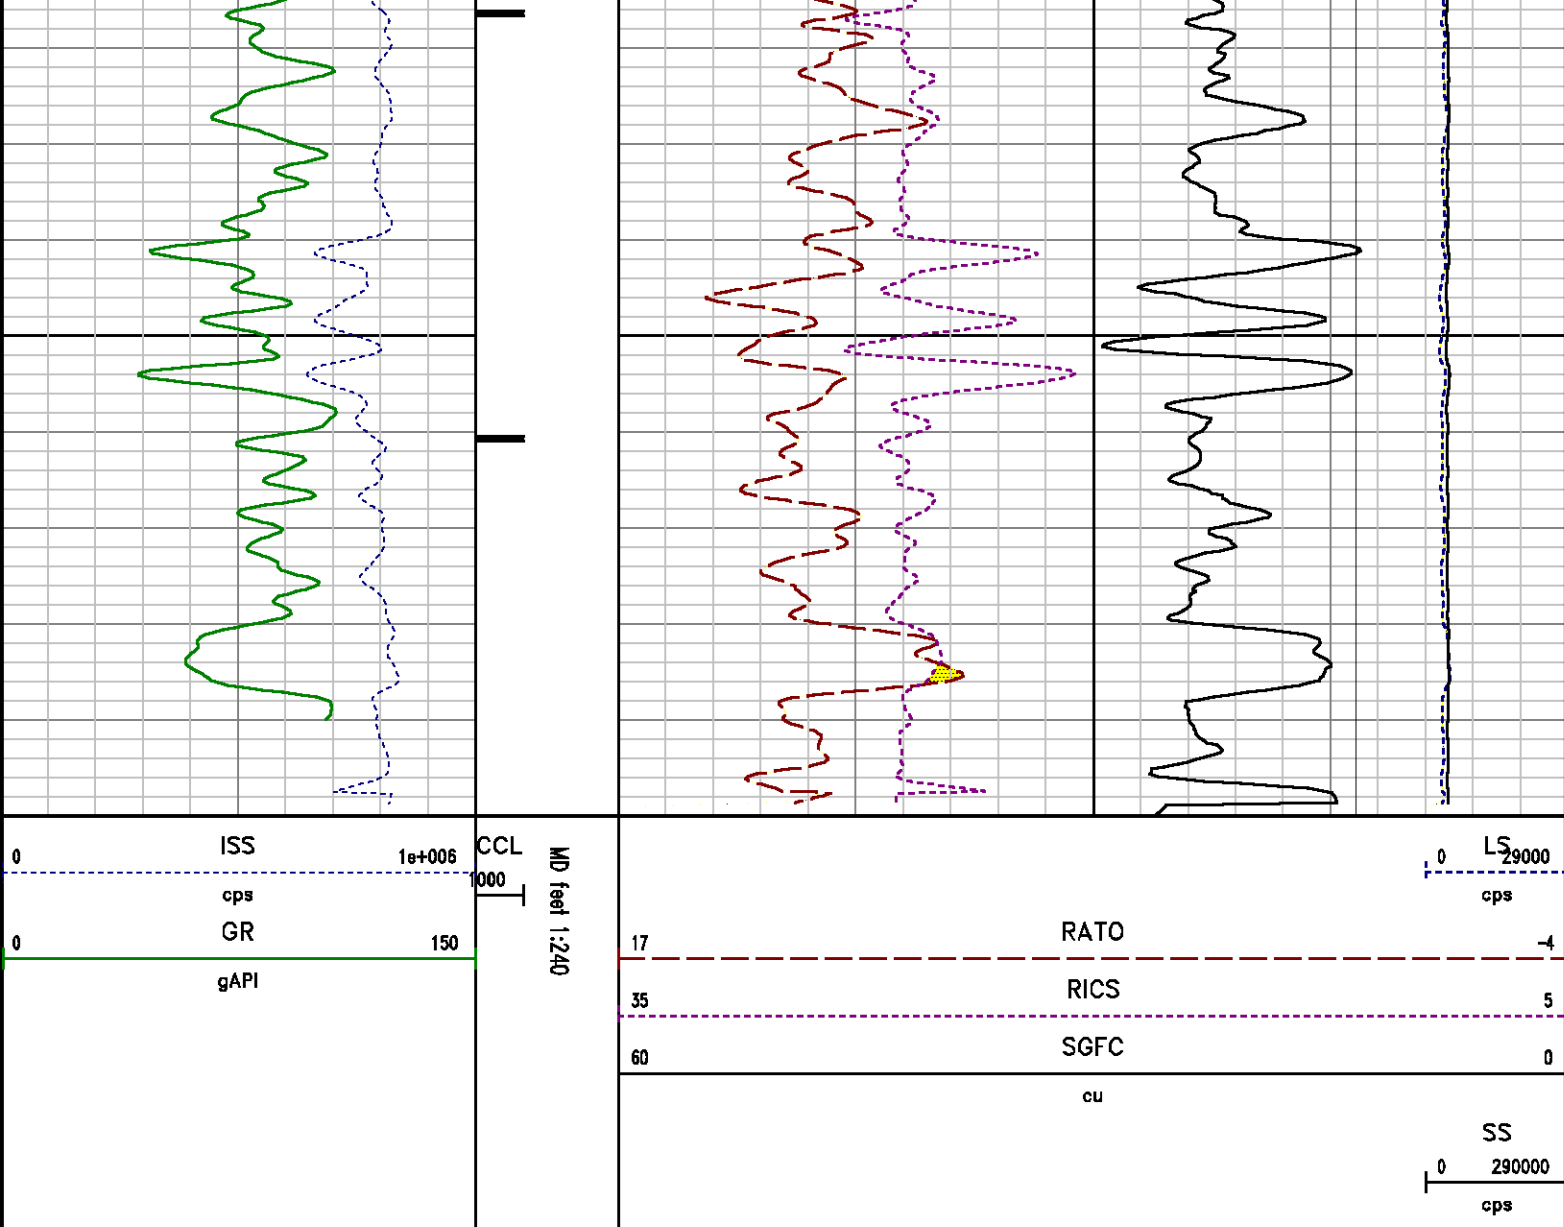 ISS
0 1e+006
cps
GR
0 150
gAPI
CCL
1000
MD feet 1:240
LS
0 29000
cps
RATO
17 -4
RICS
35 5
SGFC
60 0
cu
SS
0 290000
cps